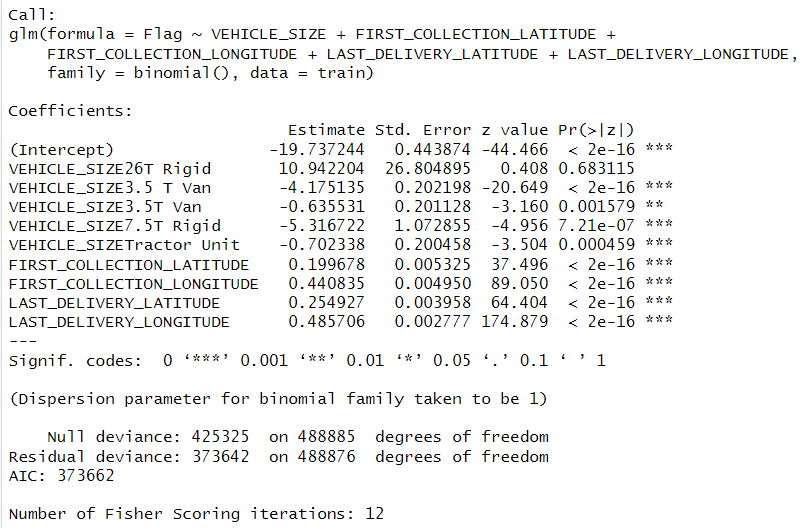 Call:
glm(formula = Flag ~ VEHICLE_SIZE + FIRST_COLLECTION_LATITUDE +
    FIRST_COLLECTION_LONGITUDE + LAST_DELIVERY_LATITUDE + LAST_DELIVERY_LONGITUDE,
    family = binomial(), data = train)

Coefficients:
                             Estimate Std. Error z value Pr(>|z|)
(Intercept)                -19.737244   0.443874 -44.466  < 2e-16 ***
VEHICLE_SIZE26T Rigid       10.942204  26.804895   0.408 0.683115
VEHICLE_SIZE3.5 T Van       -4.175135   0.202198 -20.649  < 2e-16 ***
VEHICLE_SIZE3.5T Van        -0.635531   0.201128  -3.160 0.001579 **
VEHICLE_SIZE7.5T Rigid      -5.316722   1.072855  -4.956 7.21e-07 ***
VEHICLE_SIZETractor Unit    -0.702338   0.200458  -3.504 0.000459 ***
FIRST_COLLECTION_LATITUDE    0.199678   0.005325  37.496  < 2e-16 ***
FIRST_COLLECTION_LONGITUDE   0.440835   0.004950  89.050  < 2e-16 ***
LAST_DELIVERY_LATITUDE       0.254927   0.003958  64.404  < 2e-16 ***
LAST_DELIVERY_LONGITUDE      0.485706   0.002777 174.879  < 2e-16 ***
---
Signif. codes:  0 ‘***’ 0.001 ‘**’ 0.01 ‘*’ 0.05 ‘.’ 0.1 ‘ ’ 1

(Dispersion parameter for binomial family taken to be 1)

    Null deviance: 425325  on 488885  degrees of freedom
Residual deviance: 373642  on 488876  degrees of freedom
AIC: 373662

Number of Fisher Scoring iterations: 12